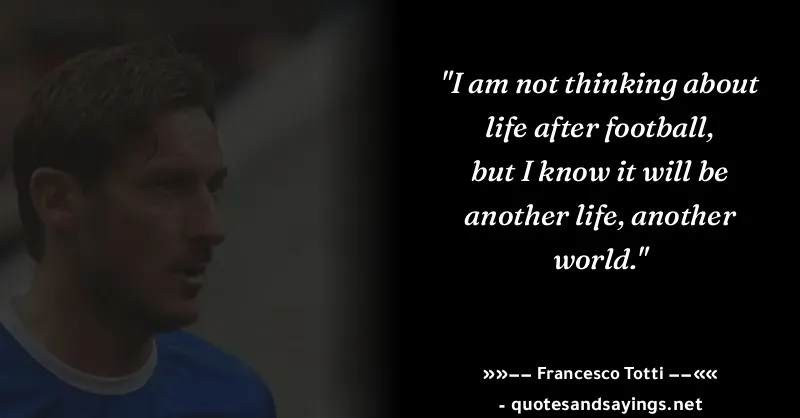 "I am not thinking about
life after football,
but I know it will be
another life, another
world."
»»-- Francesco Totti --««
- quotesandsayings.net